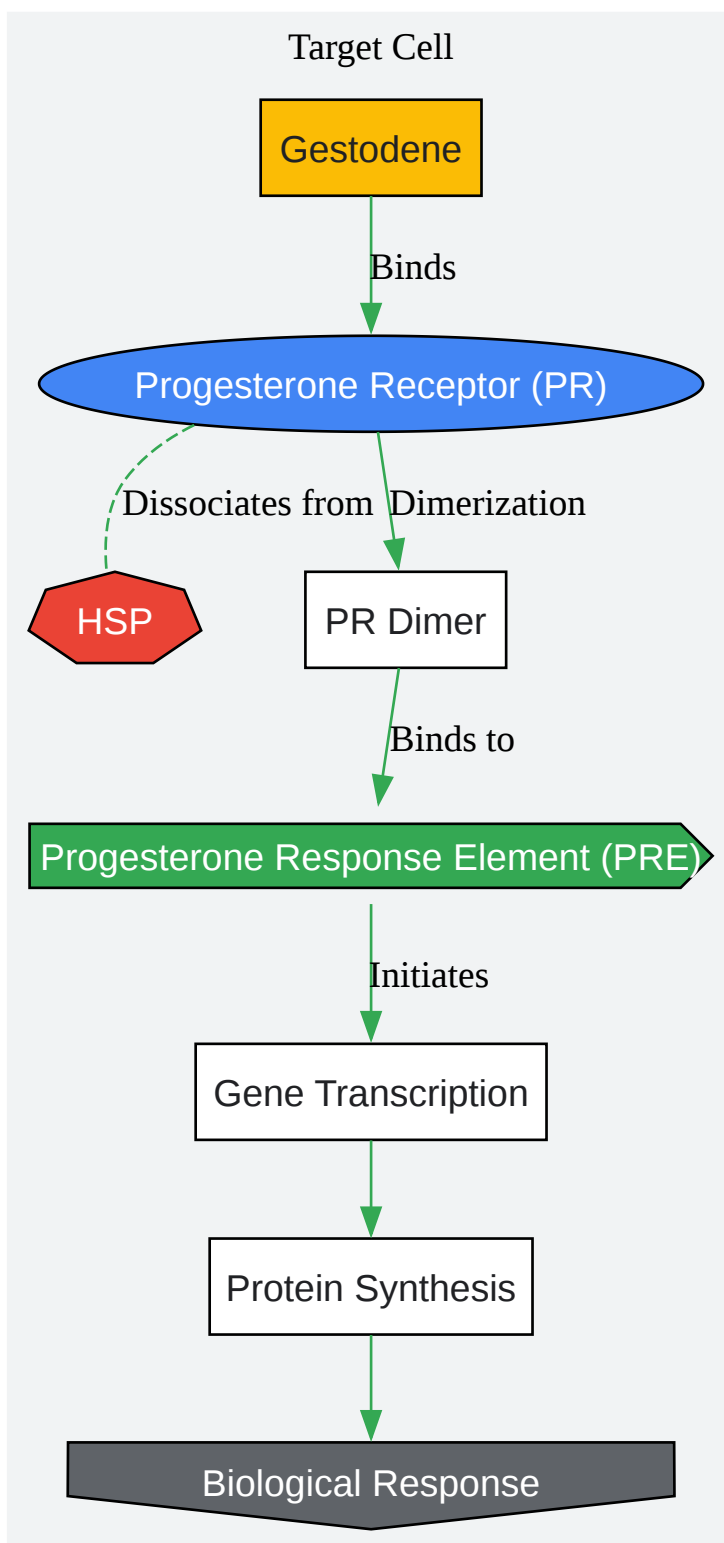 Target Cell
Gestodene
Binds
Progesterone Receptor (PR)
Dissociates from
Dimerization
HSP
PR Dimer
Binds to
Progesterone Response Element (PRE)
Initiates
Gene Transcription
Protein Synthesis
Biological Response